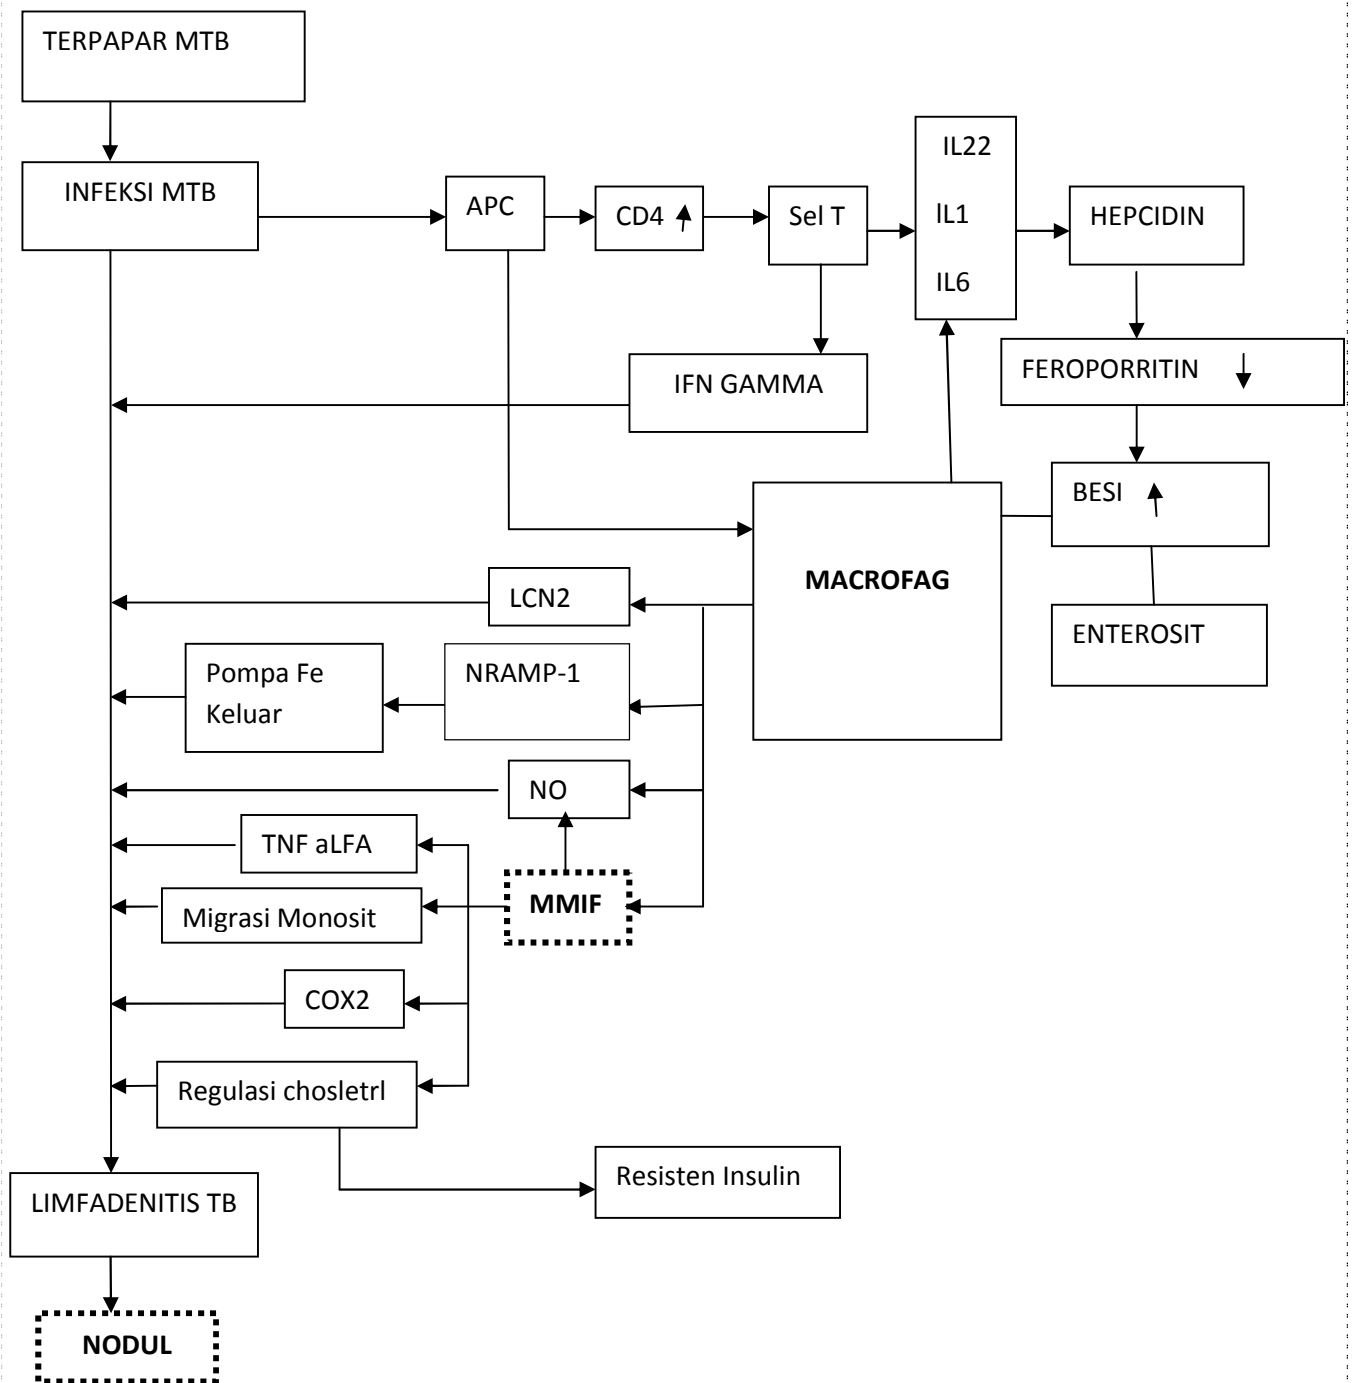 TERPAPAR MTB
INFEKSI MTB
APC
CD4
Sel T
IL22
IL1
IL6
HEPCIDIN
FEROPORRITIN
IFN GAMMA
BESI
MACROFAG
ENTEROSIT
LCN2
Pompa Fe
Keluar
NRAMP-1
NO
TNF aLFA
MMIF
Migrasi Monosit
COX2
Regulasi chosletrl
Resisten Insulin
LIMFADENITIS TB
NODUL